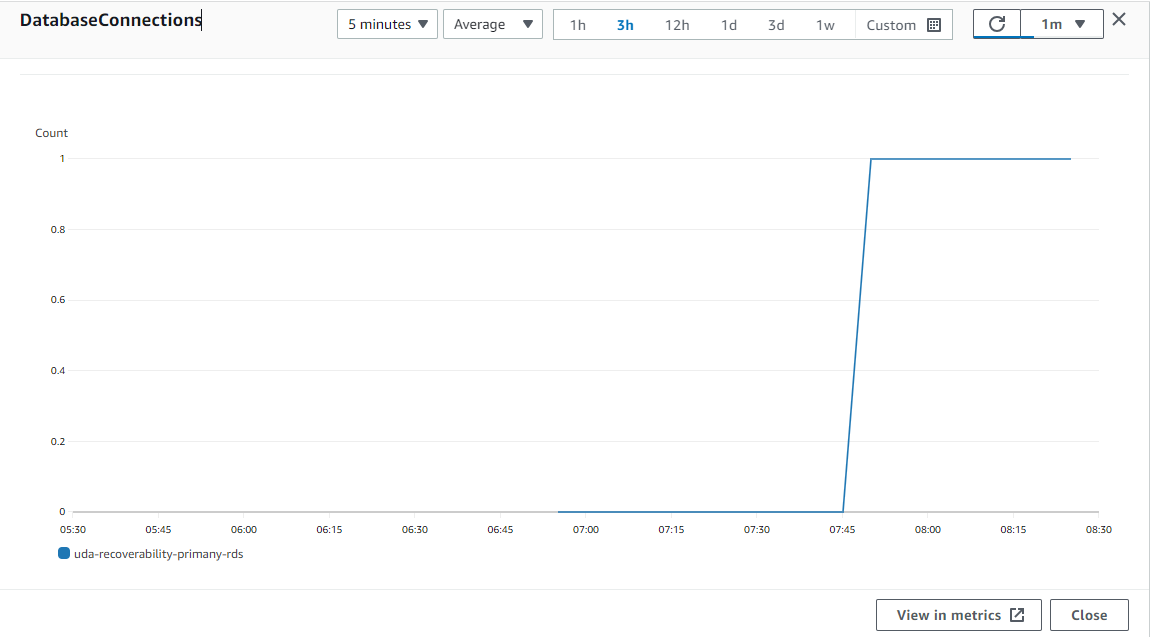 DatabaseConnections
5 minutes
Average
1h
3h
12h
1d
3d
1w
Custom
1m
Count
1
0.8
0.6
0.4
0.2
0
05:30 05:45 06:00 06:15 06:30 06:45 07:00 07:15 07:30 07:45 08:00 08:15 08:30
uda-recoverability-primany-rds
View in metrics
Close